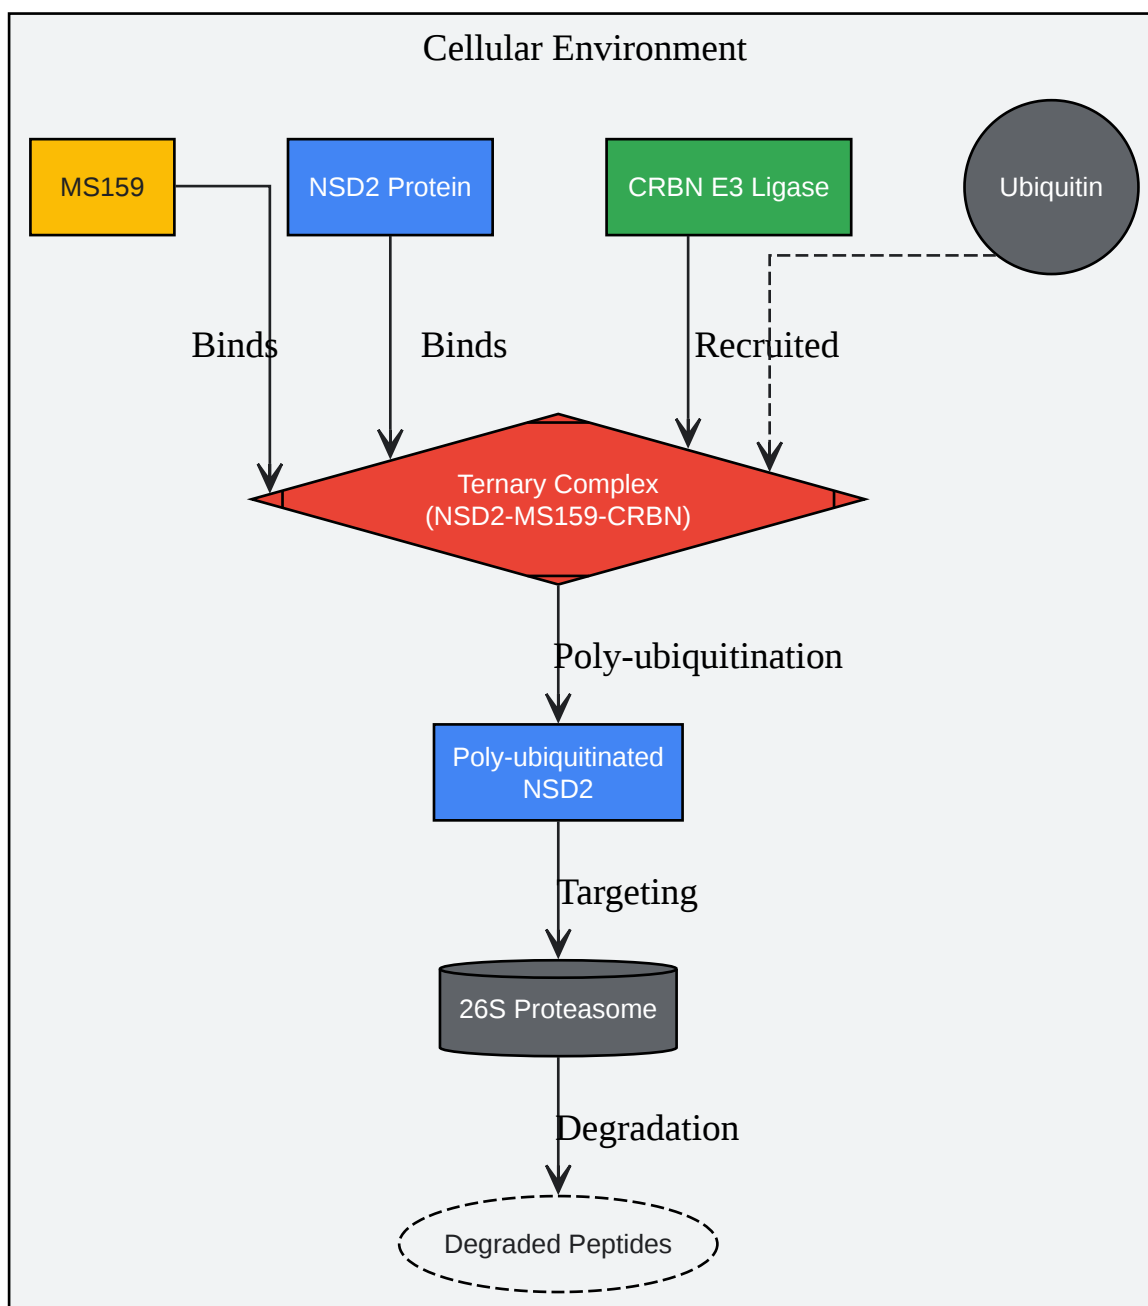 Cellular Environment
MS159
NSD2 Protein
CRBN E3 Ligase
Ubiquitin
Binds
Binds
Recruited
Ternary Complex
(NSD2-MS159-CRBN)
Poly-ubiquitination
Poly-ubiquitinated
NSD2
Targeting
26S Proteasome
Degradation
Degraded Peptides